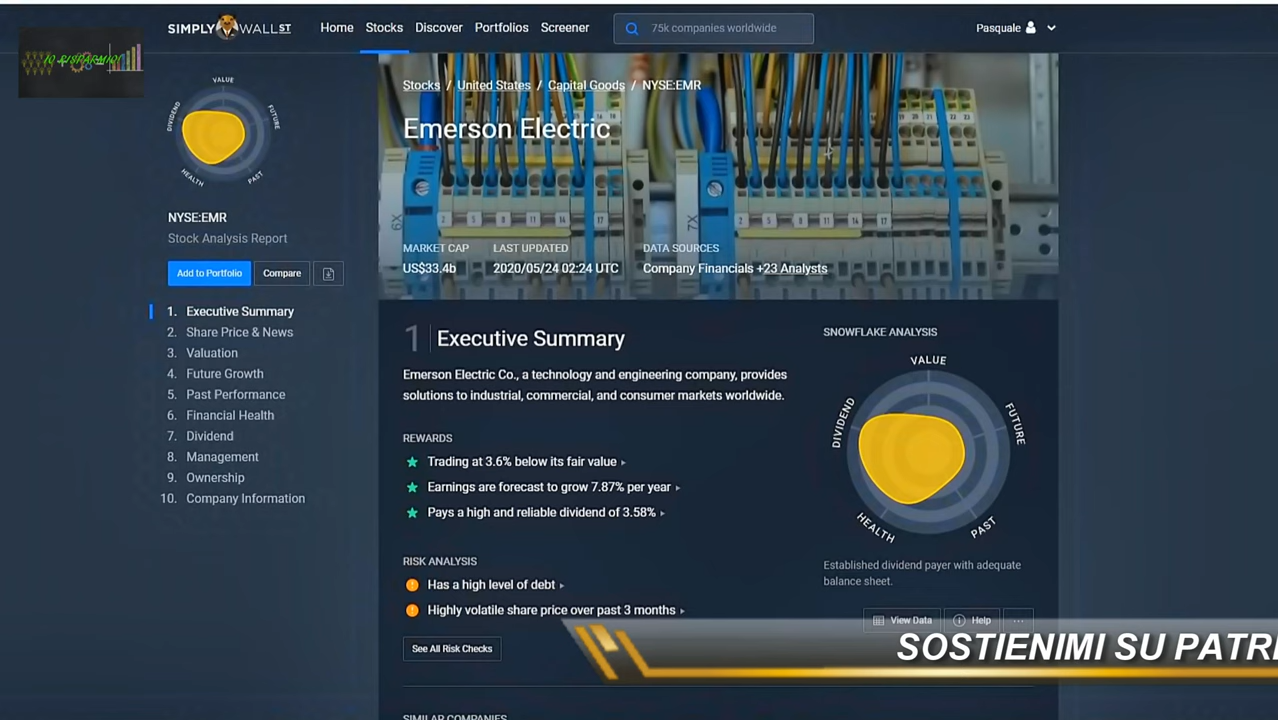 SIMPLY WALL ST
Home Stocks Discover Portfolios Screener
75k companies worldwide
Pasquale
IO RISPARMIO!
VALUE
FUTURE
PAST
HEALTH
DIVIDEND
NYSE:EMR
Stock Analysis Report
Add to Portfolio
Compare
1. Executive Summary
2. Share Price & News
3. Valuation
4. Future Growth
5. Past Performance
6. Financial Health
7. Dividend
8. Management
9. Ownership
10. Company Information
Stocks / United States / Capital Goods / NYSE:EMR
Emerson Electric
MARKET CAP
US$33.4b
LAST UPDATED
2020/05/24 02:24 UTC
DATA SOURCES
Company Financials +23 Analysts
1 Executive Summary
Emerson Electric Co., a technology and engineering company, provides
solutions to industrial, commercial, and consumer markets worldwide.
REWARDS
Trading at 3.6% below its fair value
Earnings are forecast to grow 7.87% per year
Pays a high and reliable dividend of 3.58%
RISK ANALYSIS
Has a high level of debt
Highly volatile share price over past 3 months
See All Risk Checks
SNOWFLAKE ANALYSIS
VALUE
FUTURE
PAST
HEALTH
DIVIDEND
Established dividend payer with adequate
balance sheet.
View Data
Help
...
SOSTIENIMI SU PATR
SIMILAR COMPANIES